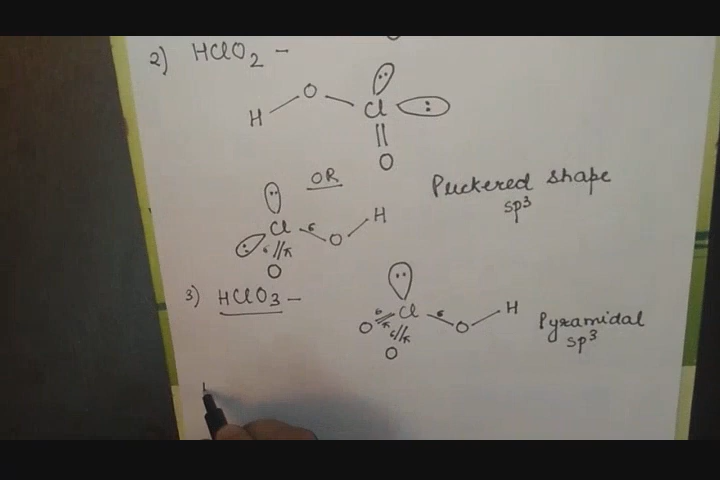 2) HClO2 -
H O Cl :
O
OR
Puckered shape
sp3
Cl σ O H
σ π
O
3) HClO3 -
O σ π Cl σ O H
σ π
O
Pyramidal
sp3